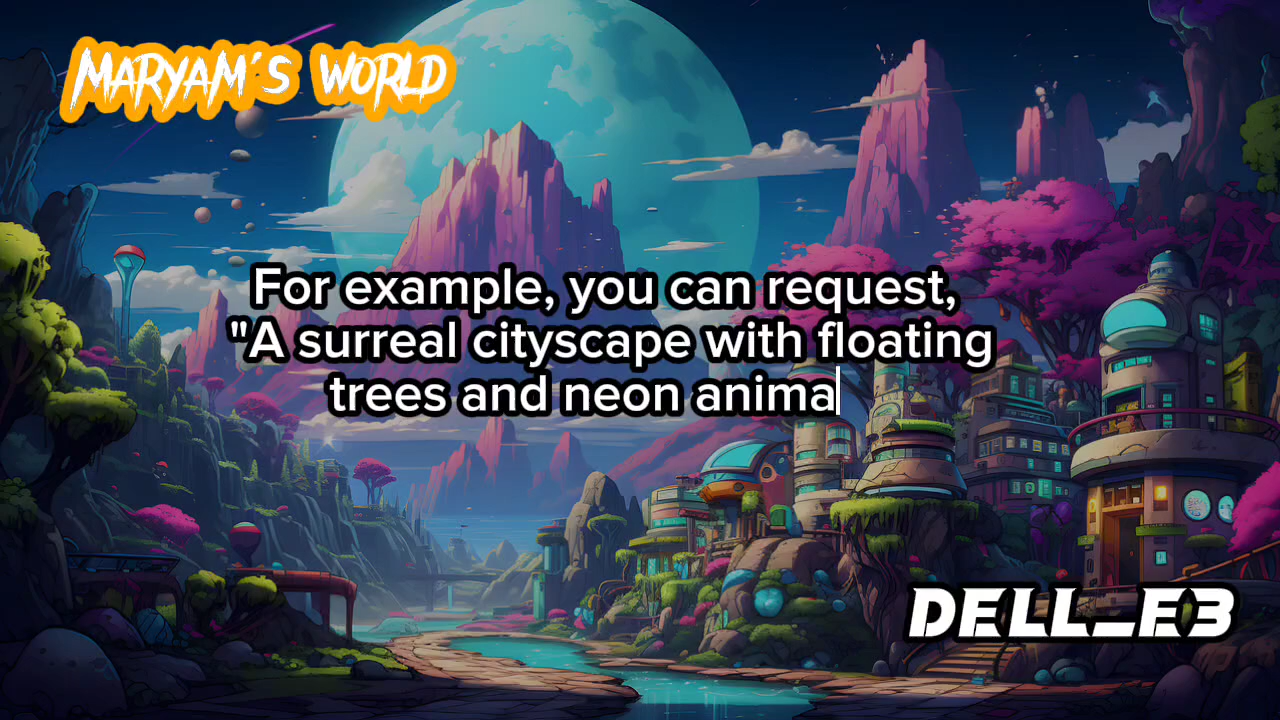 MARYAM'S WORLD
For example, you can request,
"A surreal cityscape with floating
trees and neon anima
DELL_E3